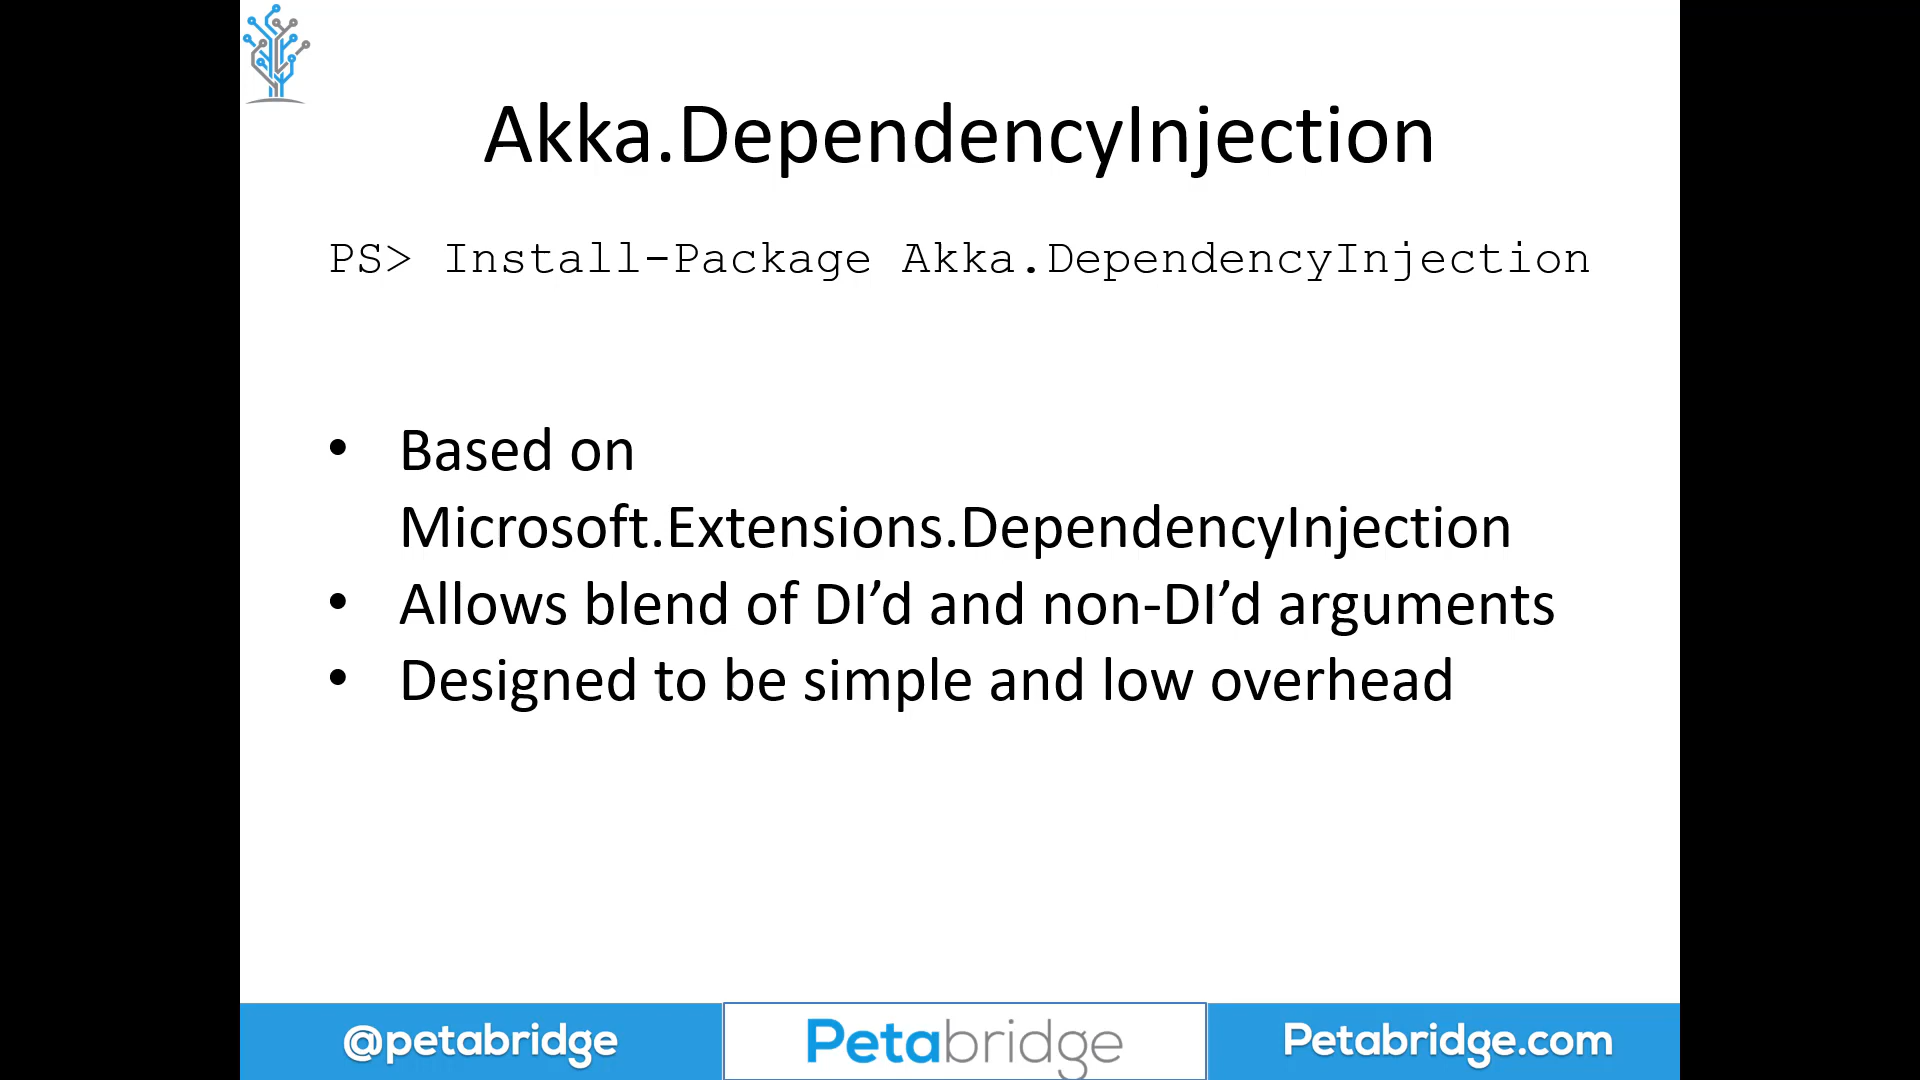 Akka.DependencyInjection
PS> Install-Package Akka.DependencyInjection
• Based on
Microsoft.Extensions.DependencyInjection
• Allows blend of DI’d and non-DI’d arguments
• Designed to be simple and low overhead
@petabridge
Petabridge
Petabridge.com